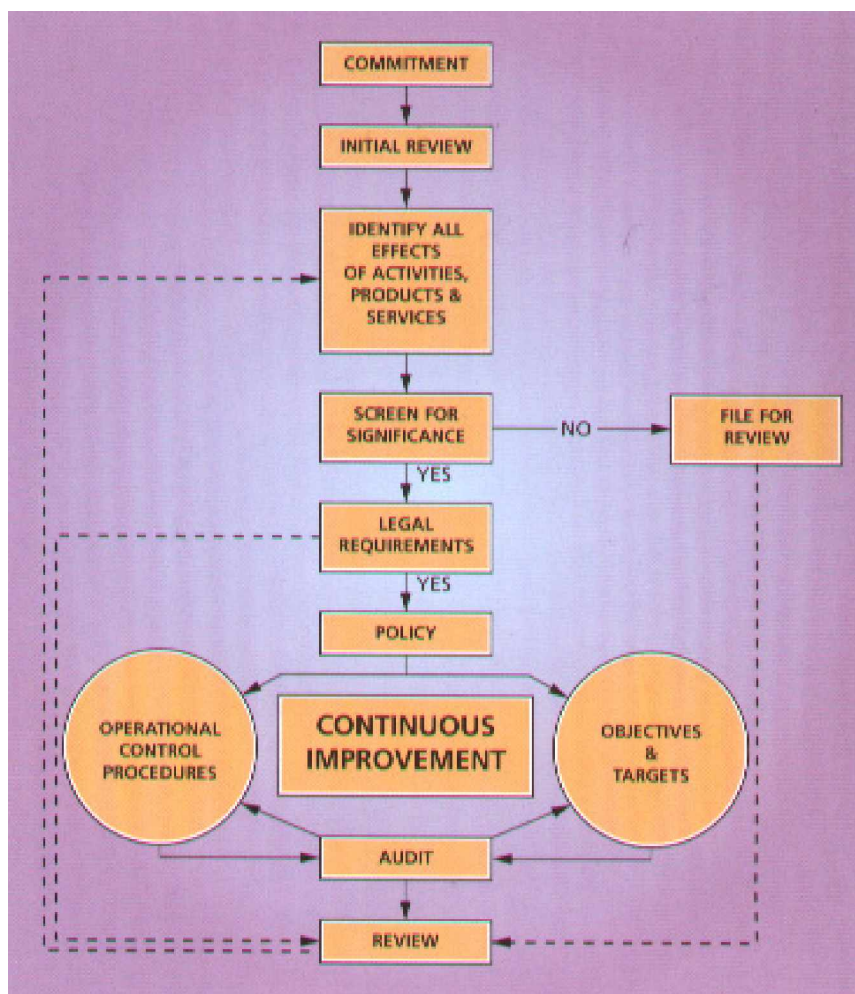 COMMITMENT
INITIAL REVIEW
IDENTIFY ALL
EFFECTS
OF ACTIVITIES,
PRODUCTS &
SERVICES
SCREEN FOR
SIGNIFICANCE
NO
FILE FOR
REVIEW
YES
LEGAL
REQUIREMENTS
YES
POLICY
OPERATIONAL
CONTROL
PROCEDURES
CONTINUOUS
IMPROVEMENT
OBJECTIVES
&
TARGETS
AUDIT
REVIEW